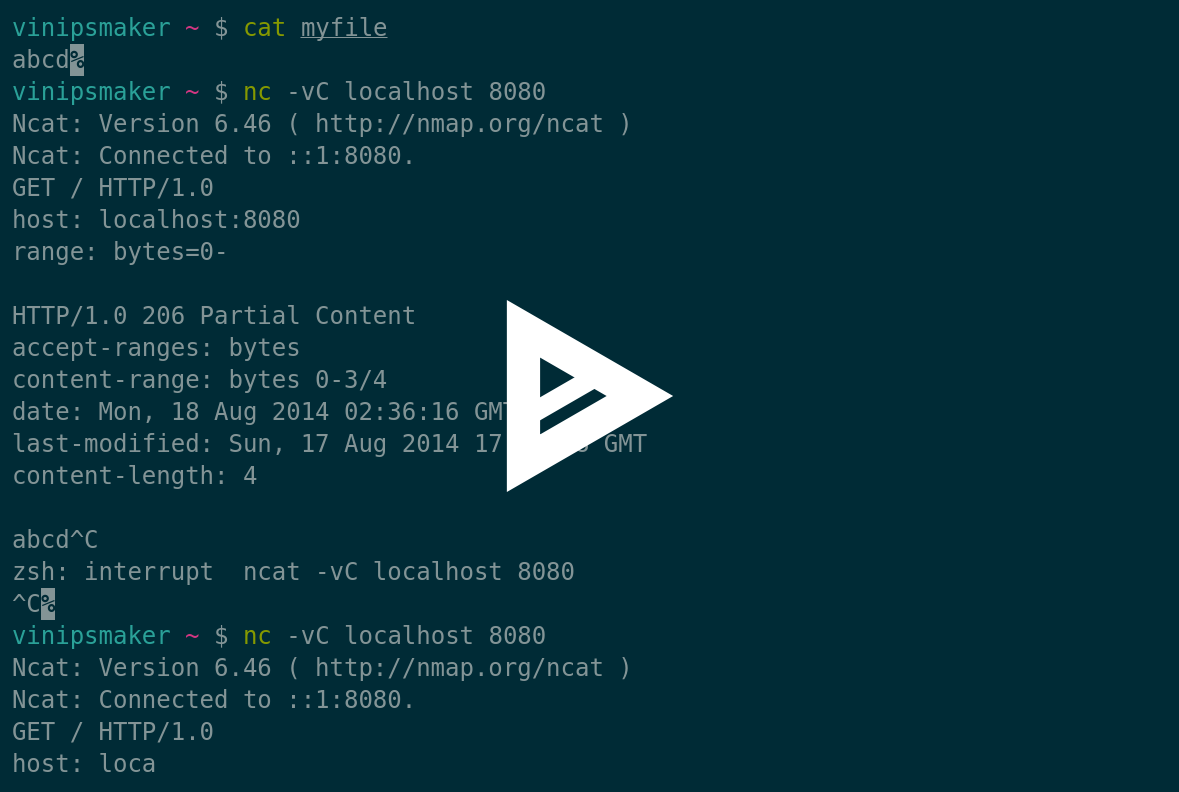 vinipsmaker ~ $ cat myfile
abcd%
vinipsmaker ~ $ nc -vC localhost 8080
Ncat: Version 6.46 ( http://nmap.org/ncat )
Ncat: Connected to ::1:8080.
GET / HTTP/1.0
host: localhost:8080
range: bytes=0-

HTTP/1.0 206 Partial Content
accept-ranges: bytes
content-range: bytes 0-3/4
date: Mon, 18 Aug 2014 02:36:16 GMT
last-modified: Sun, 17 Aug 2014 17 GMT
content-length: 4

abcd^C
zsh: interrupt  ncat -vC localhost 8080
^C%
vinipsmaker ~ $ nc -vC localhost 8080
Ncat: Version 6.46 ( http://nmap.org/ncat )
Ncat: Connected to ::1:8080.
GET / HTTP/1.0
host: loca